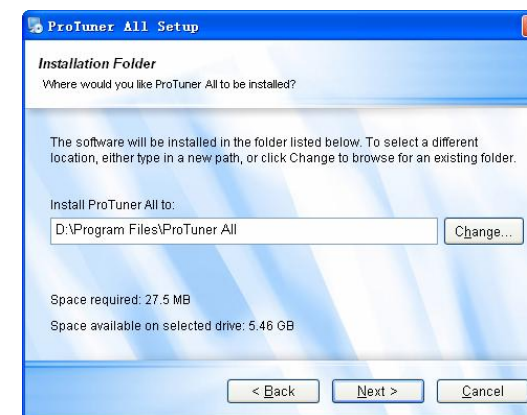 ProTuner All Setup
Installation Folder
Where would you like ProTuner All to be installed?
The software will be installed in the folder listed below. To select a different
location, either type in a new path, or click Change to browse for an existing folder.
Install ProTuner All to:
D:\Program Files\ProTuner All
Change...
Space required: 27.5 MB
Space available on selected drive: 5.46 GB
< Back
Next >
Cancel